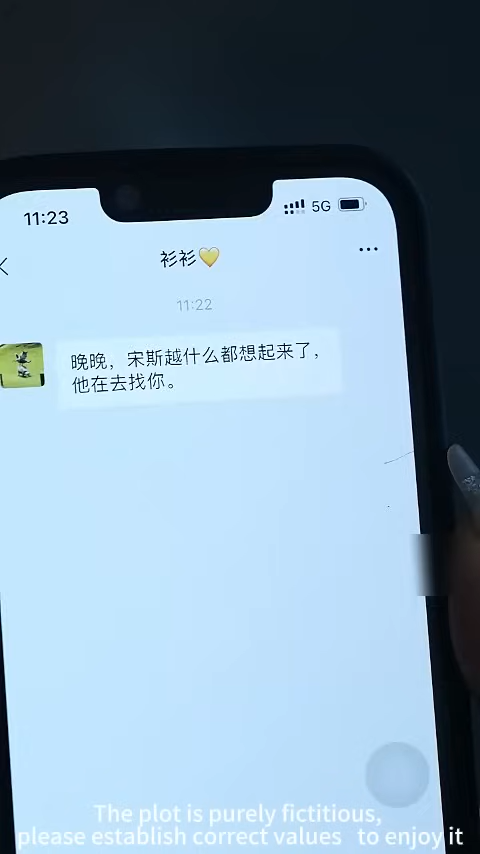 11:23
5G
衫衫💛
11:22
晚晚，宋斯越什么都想起来了，
他在去找你。
The plot is purely fictitious,
please establish correct values to enjoy it